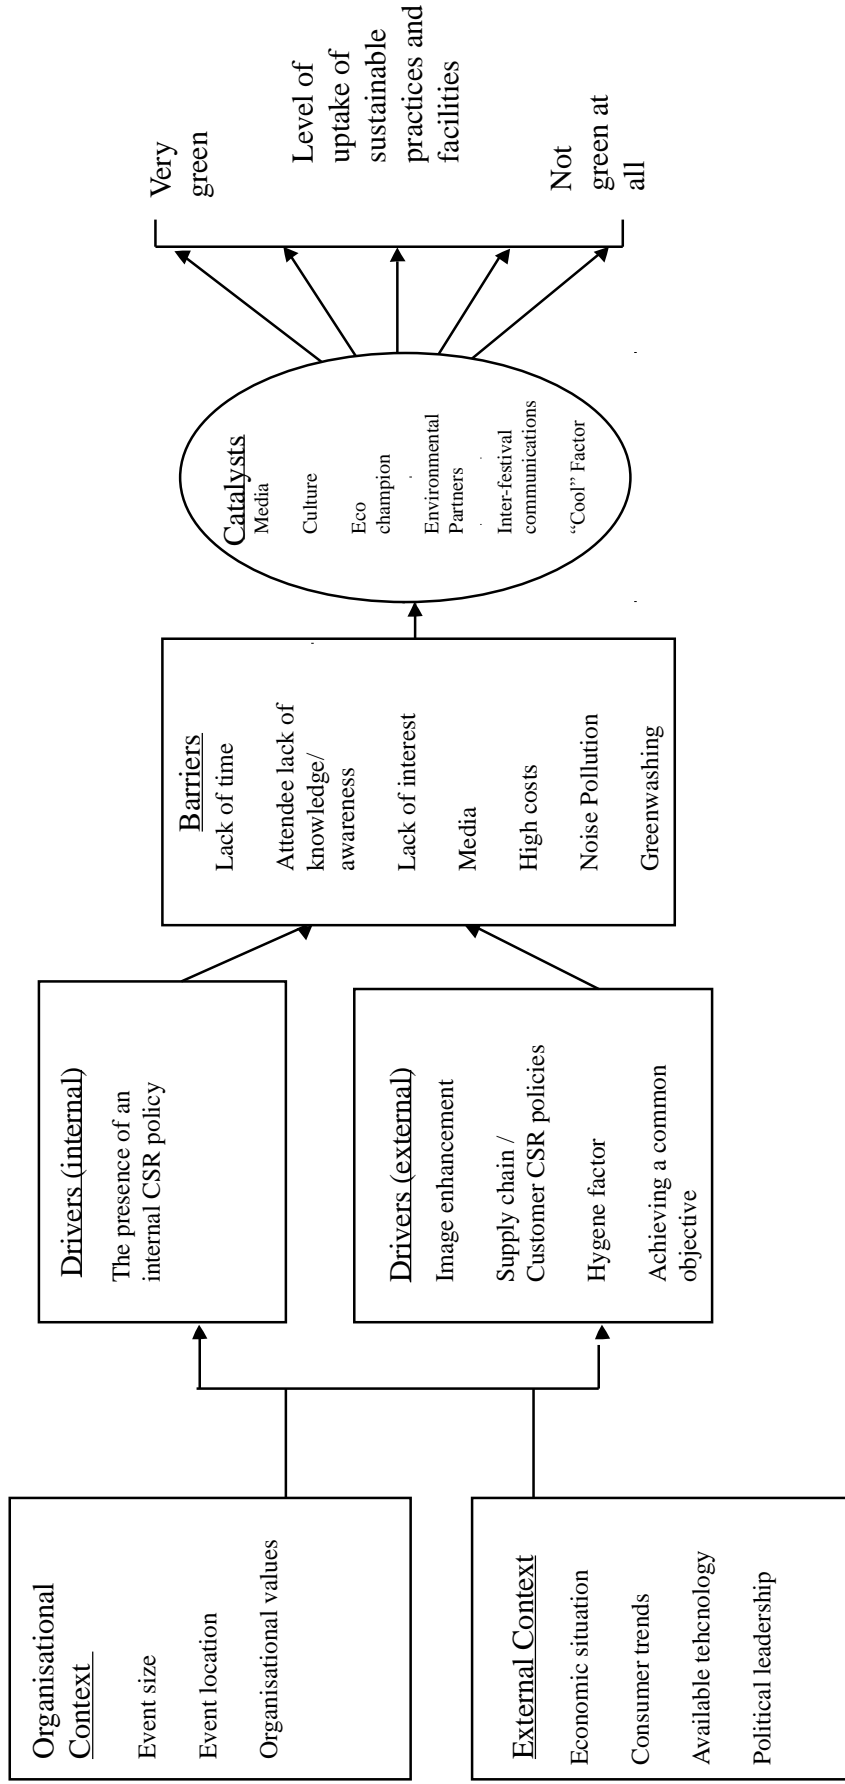 Organisational
Context
Event size
Event location
Organisational values
External Context
Economic situation
Consumer trends
Available tehcnology
Political leadership
Drivers (internal)
The presence of an
internal CSR policy
Drivers (external)
Image enhancement
Supply chain /
Customer CSR policies
Hygene factor
Achieving a common
objective
Barriers
Lack of time
Attendee lack of
knowledge/
awareness
Lack of interest
Media
High costs
Noise Pollution
Greenwashing
Catalysts
Media
Culture
Eco
champion
Environmental
Partners
Inter-festival
communications
“Cool” Factor
Very
green
Level of
uptake of
sustainable
practices and
facilities
Not
green at
all